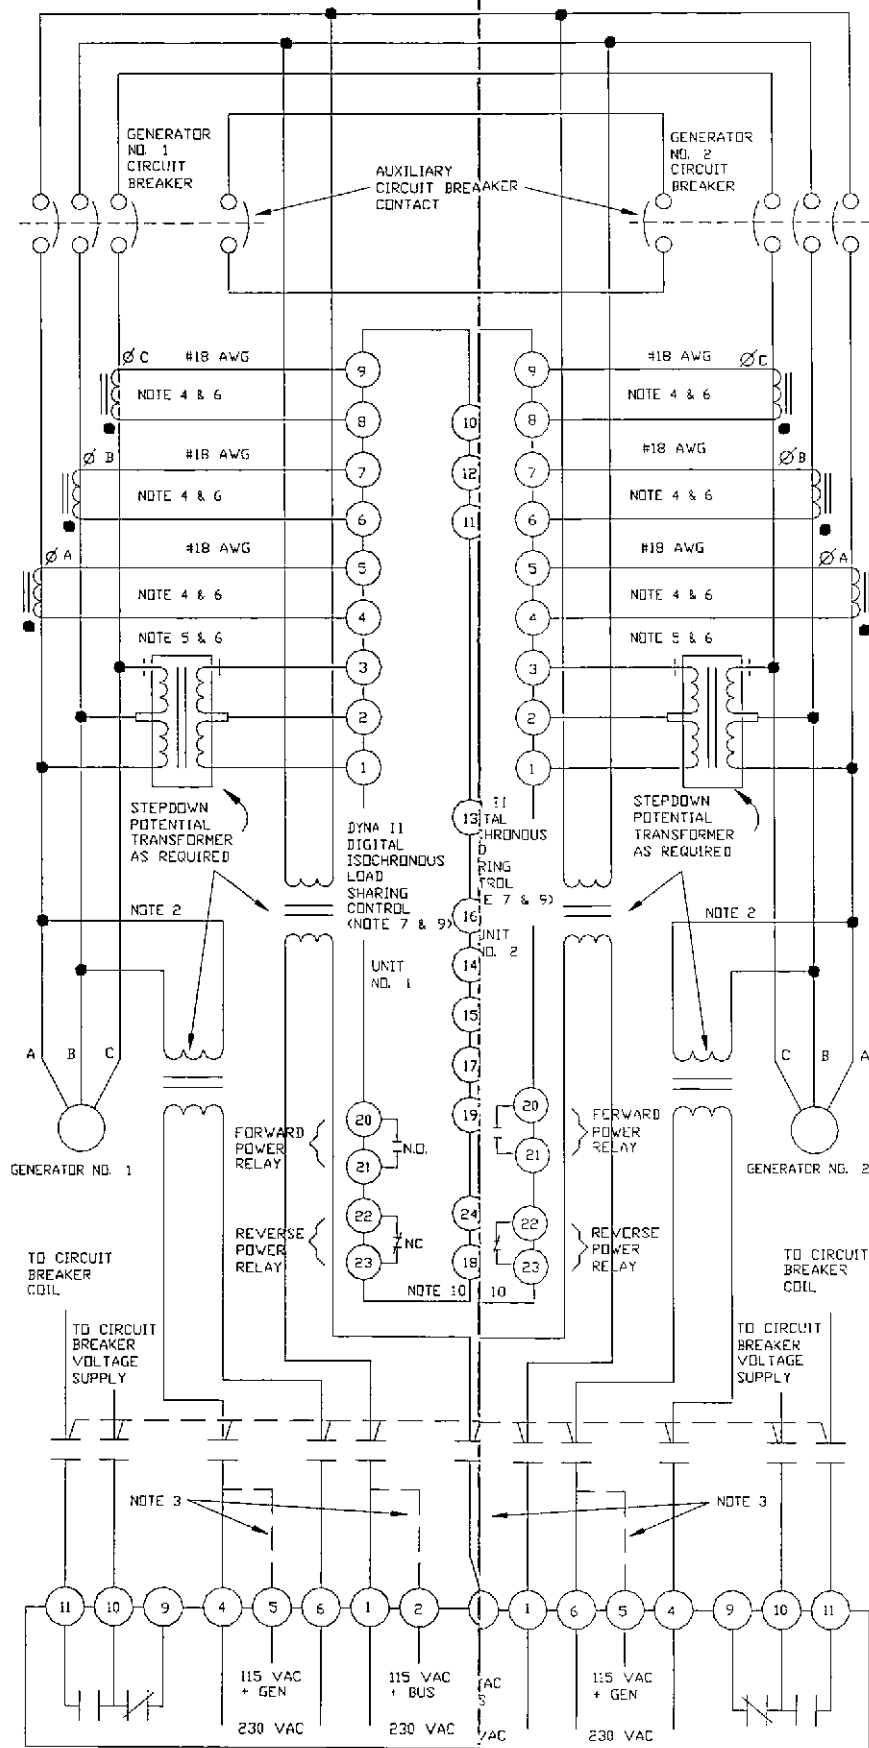 GENERATOR
NO. 1
CIRCUIT
BREAKER
AUXILIARY
CIRCUIT BREAAKER
CONTACT
GENERATOR
NO. 2
CIRCUIT
BREAKER
Ø C #18 AWG
NOTE 4 & 6
Ø B #18 AWG
NOTE 4 & 6
Ø A #18 AWG
NOTE 4 & 6
NOTE 5 & 6
9
8
7
6
5
4
3
2
1
10
12
11
9
8
7
6
5
4
3
2
1
#18 AWG Ø C
NOTE 4 & 6
#18 AWG Ø B
NOTE 4 & 6
#18 AWG Ø A
NOTE 4 & 6
NOTE 5 & 6
STEPDOWN
POTENTIAL
TRANSFORMER
AS REQUIRED
DYNA II
DIGITAL
ISOCHRONOUS
LOAD
SHARING
CONTROL
(NOTE 7 & 9)
UNIT
NO. 1
13
16
14
15
17
19
24
18
II
TAL
CHRONOUS
D
RING
TROL
E 7 & 9)
UNIT
NO. 2
STEPDOWN
POTENTIAL
TRANSFORMER
AS REQUIRED
NOTE 2
NOTE 2
A B C
GENERATOR NO. 1
C B A
GENERATOR NO. 2
FORWARD
POWER
RELAY
20
21
N.O.
REVERSE
POWER
RELAY
22
23
NC
NOTE 10
10
20
21
FORWARD
POWER
RELAY
22
23
REVERSE
POWER
RELAY
TO CIRCUIT
BREAKER
COIL
TO CIRCUIT
BREAKER
VOLTAGE
SUPPLY
TO CIRCUIT
BREAKER
COIL
TO CIRCUIT
BREAKER
VOLTAGE
SUPPLY
NOTE 3
NOTE 3
11 10 9 4 5 6 1 2 1 6 5 4 9 10 11
115 VAC
+ GEN
230 VAC
115 VAC
+ BUS
230 VAC
AC
S
VAC
115 VAC
+ GEN
230 VAC